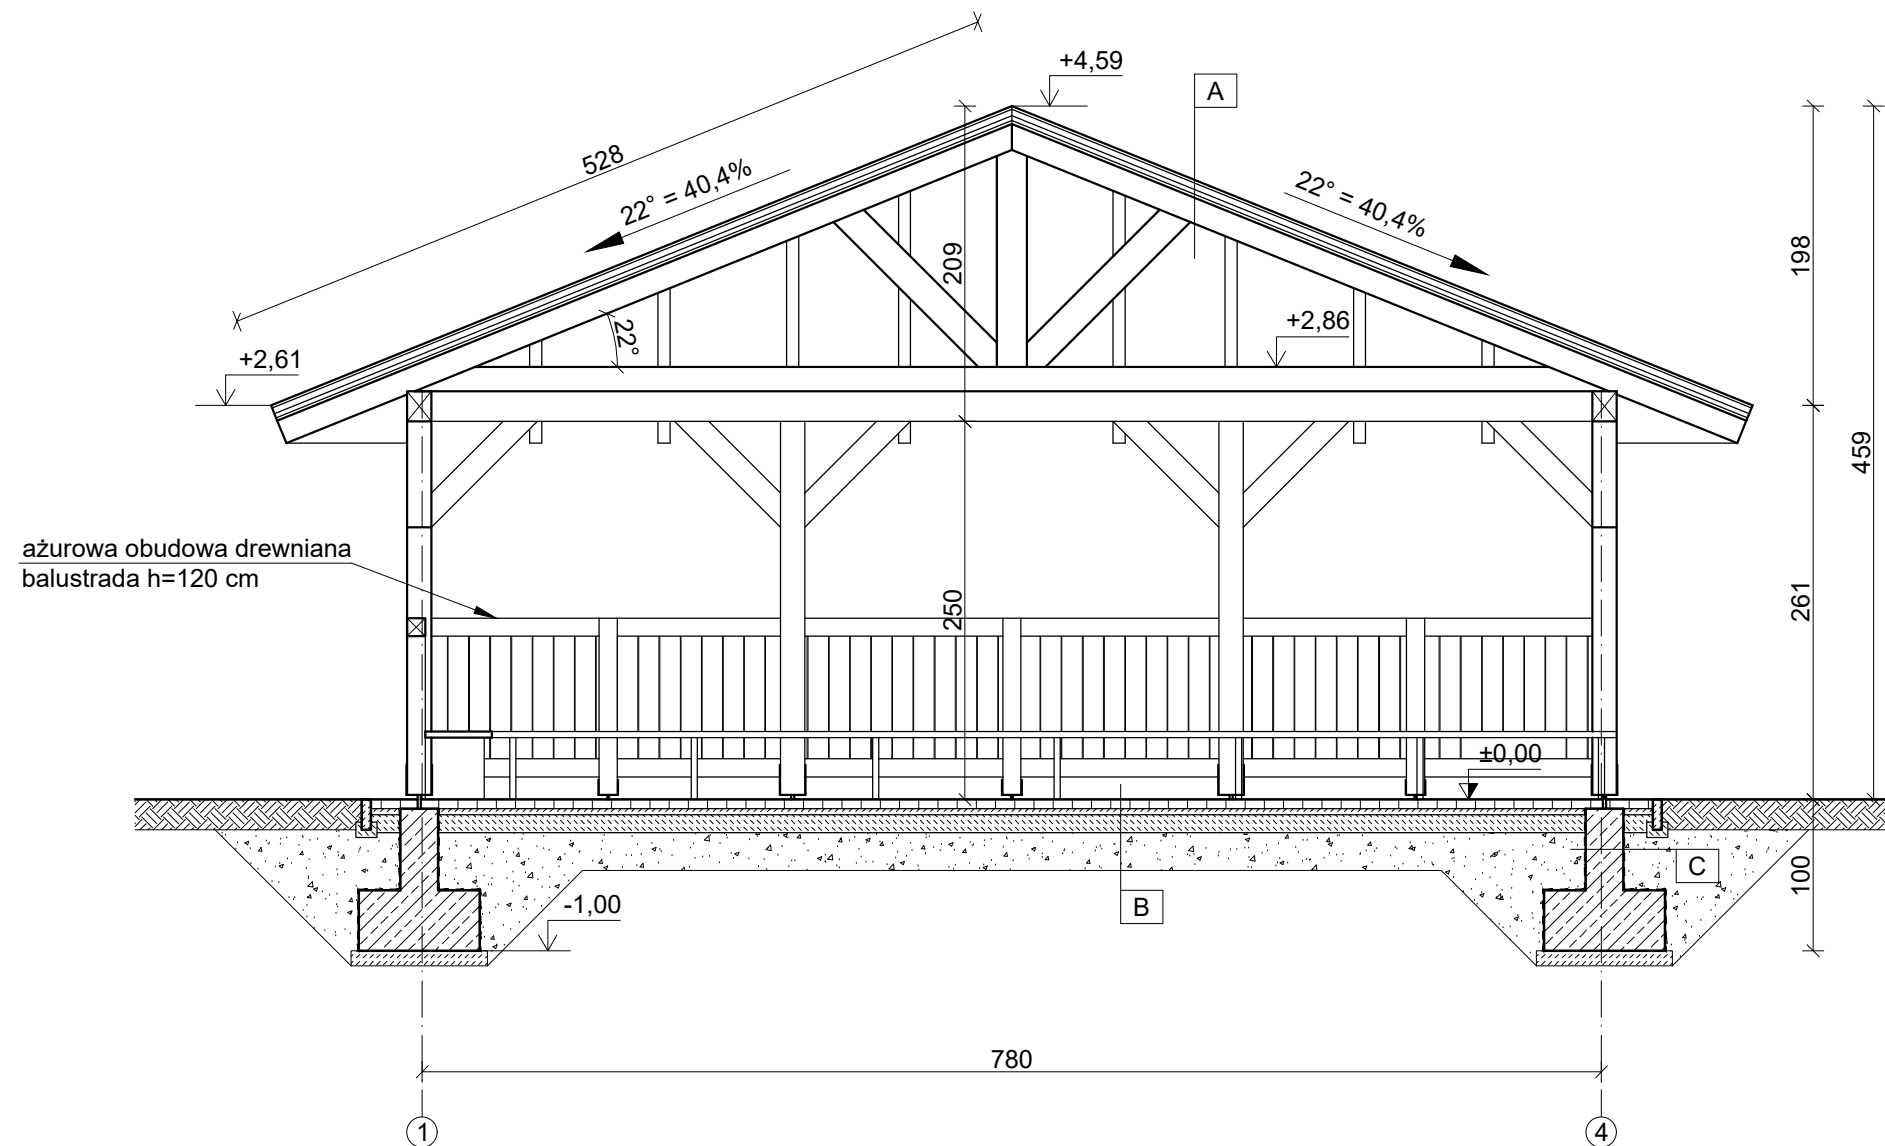 +4,59
A
528
22° = 40,4%
22° = 40,4%
209
198
+2,86
22°
+2,61
459
ażurowa obudowa drewniana
balustrada h=120 cm
250
261
±0,00
C
100
B
-1,00
780
1
4